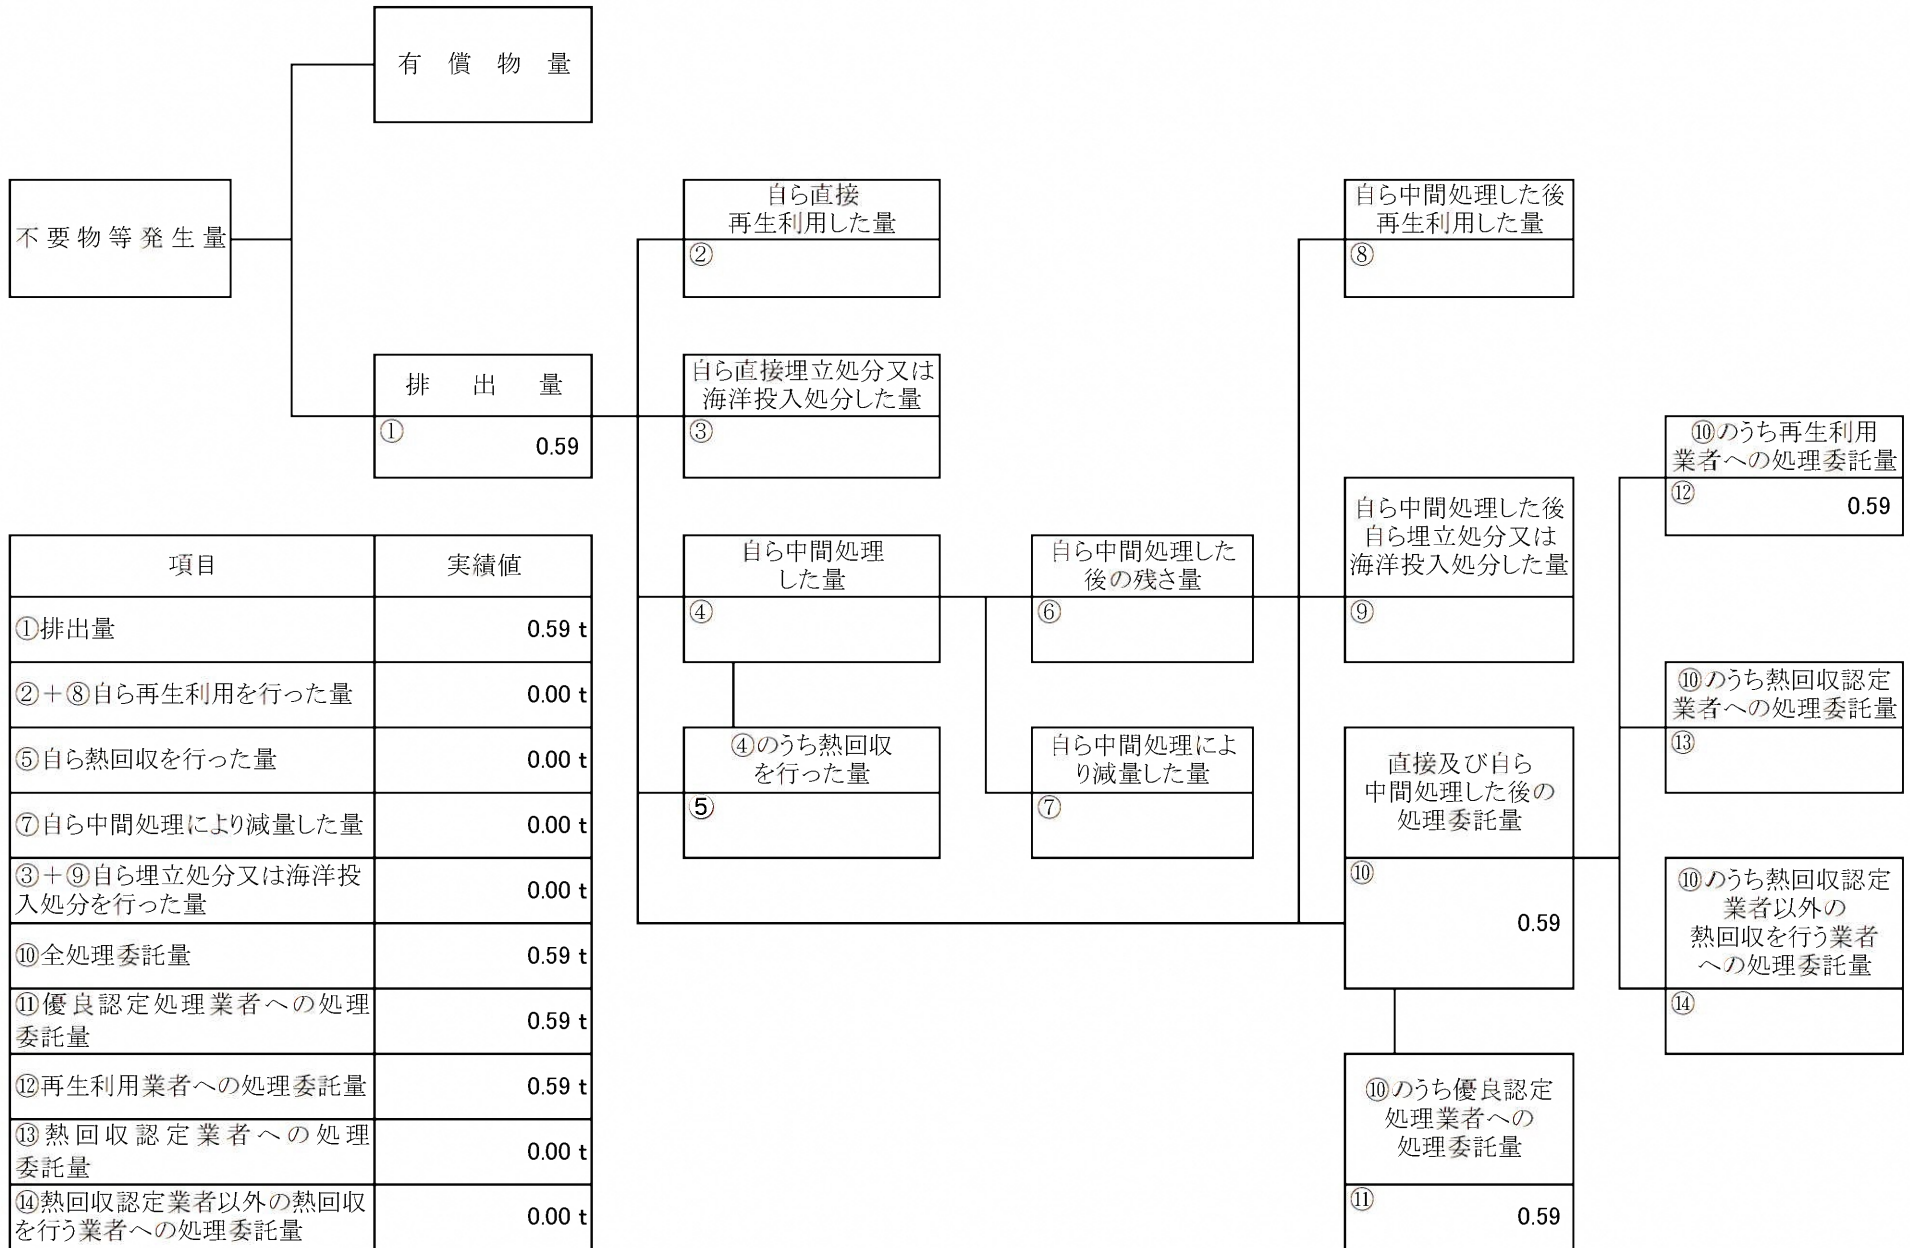 有償物量
不要物等発生量
排出量
①
0.59
自ら直接
再生利用した量
②
自ら直接埋立処分又は
海洋投入処分した量
③
自ら中間処理
した量
④
④のうち熱回収
を行った量
⑤
自ら中間処理した
後の残さ量
⑥
自ら中間処理によ
り減量した量
⑦
自ら中間処理した後
再生利用した量
⑧
自ら中間処理した後
自ら埋立処分又は
海洋投入処分した量
⑨
直接及び自ら
中間処理した後の
処理委託量
⑩
0.59
⑩のうち優良認定
処理業者への
処理委託量
⑪
0.59
⑩のうち再生利用
業者への処理委託量
⑫
0.59
⑩のうち熱回収認定
業者への処理委託量
⑬
⑩のうち熱回収認定
業者以外の
熱回収を行う業者
への処理委託量
⑭
項目 実績値
①排出量 0.59 t
②+⑧自ら再生利用を行った量 0.00 t
⑤自ら熱回収を行った量 0.00 t
⑦自ら中間処理により減量した量 0.00 t
③+⑨自ら埋立処分又は海洋投
入処分を行った量 0.00 t
⑩全処理委託量 0.59 t
⑪優良認定処理業者への処理
委託量 0.59 t
⑫再生利用業者への処理委託量 0.59 t
⑬熱回収認定業者への処理
委託量 0.00 t
⑭熱回収認定業者以外の熱回収
を行う業者への処理委託量 0.00 t